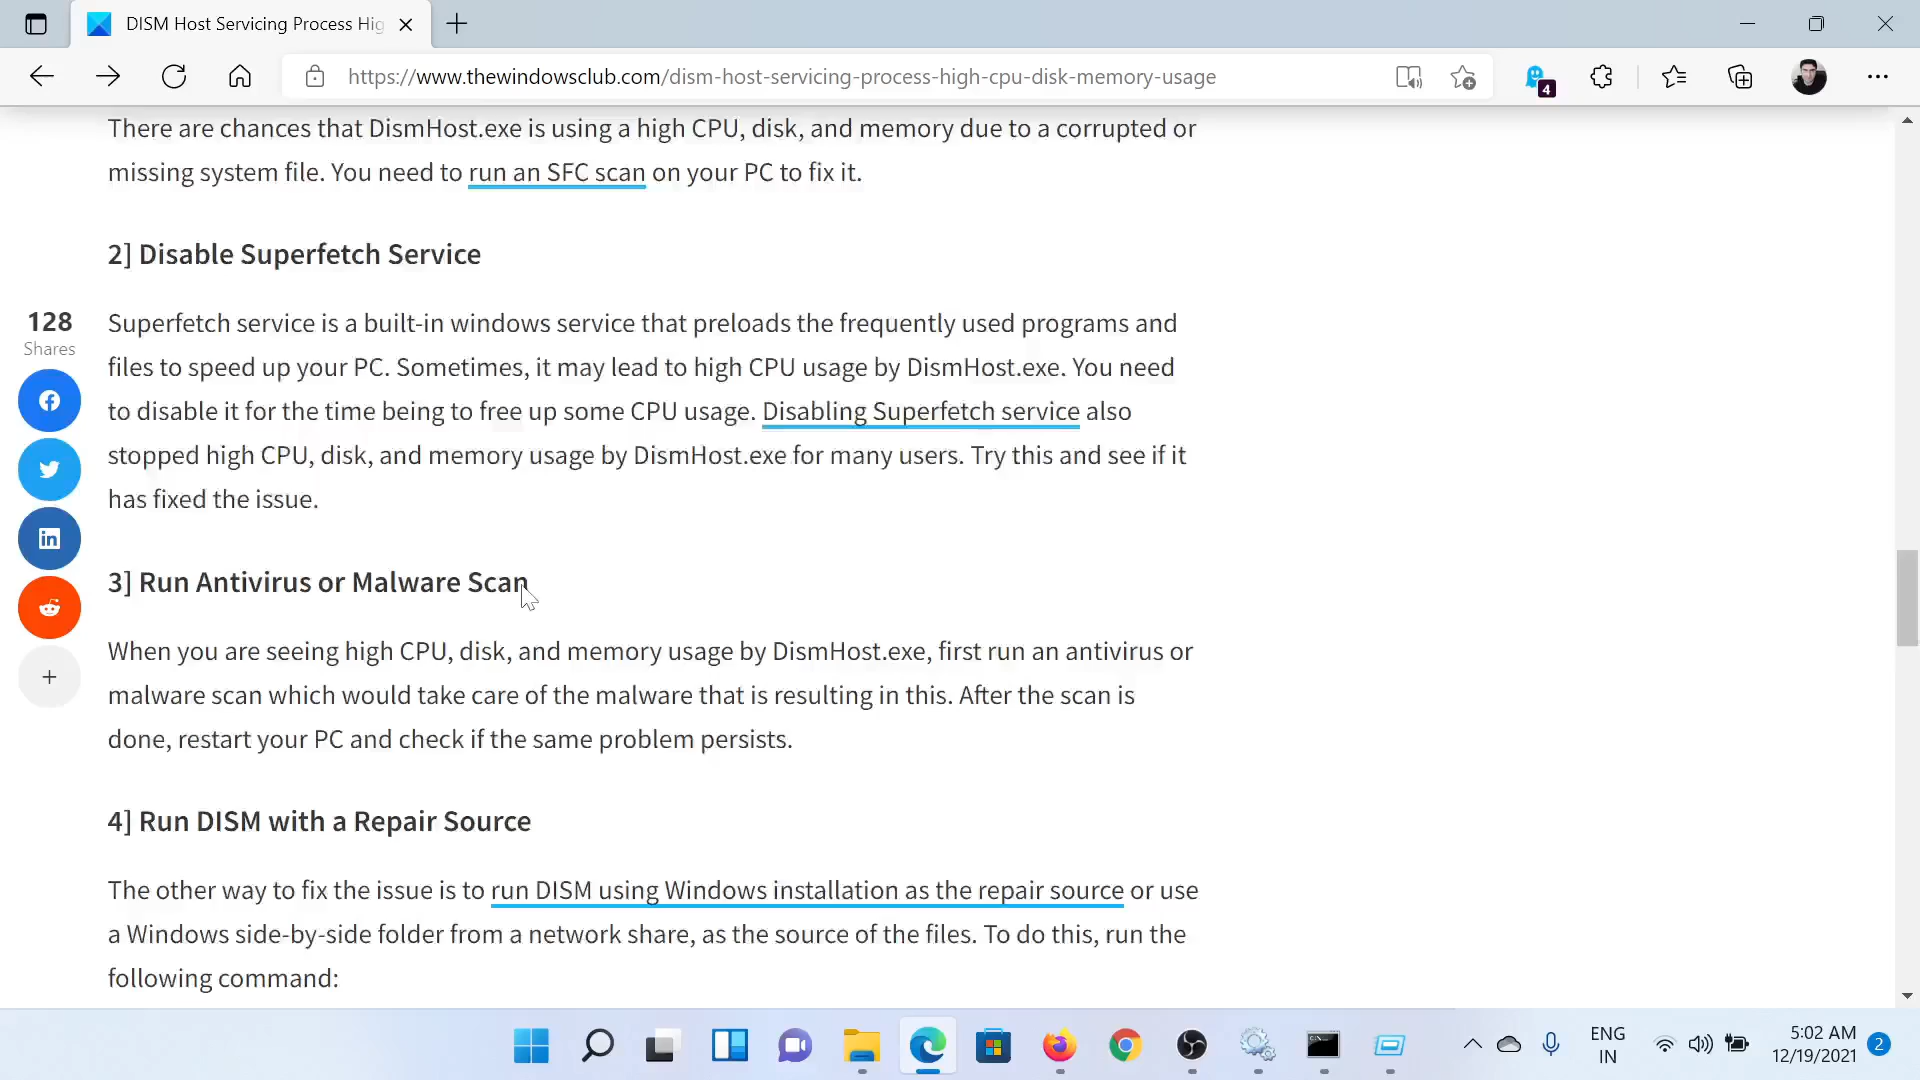 DISM Host Servicing Process Hig
https://www.thewindowsclub.com/dism-host-servicing-process-high-cpu-disk-memory-usage
4
There are chances that DismHost.exe is using a high CPU, disk, and memory due to a corrupted or
missing system file. You need to run an SFC scan on your PC to fix it.
2] Disable Superfetch Service
128
Shares
Superfetch service is a built-in windows service that preloads the frequently used programs and
files to speed up your PC. Sometimes, it may lead to high CPU usage by DismHost.exe. You need
to disable it for the time being to free up some CPU usage. Disabling Superfetch service also
stopped high CPU, disk, and memory usage by DismHost.exe for many users. Try this and see if it
has fixed the issue.
3] Run Antivirus or Malware Scan
When you are seeing high CPU, disk, and memory usage by DismHost.exe, first run an antivirus or
malware scan which would take care of the malware that is resulting in this. After the scan is
done, restart your PC and check if the same problem persists.
4] Run DISM with a Repair Source
The other way to fix the issue is to run DISM using Windows installation as the repair source or use
a Windows side-by-side folder from a network share, as the source of the files. To do this, run the
following command:
ENG
IN
5:02 AM
12/19/2021
2